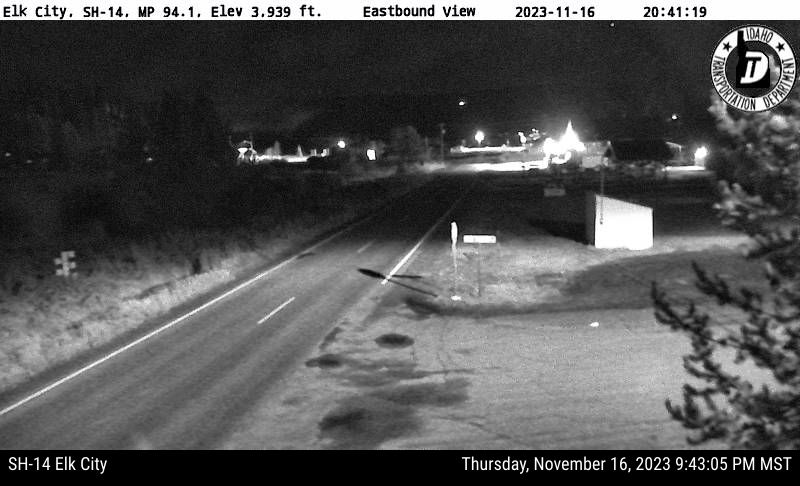 Elk City, SH-14, MP 94.1, Elev 3,939 ft. Eastbound View 2023-11-16 20:41:19
IDAHO
TRANSPORTATION DEPARTMENT
SH-14 Elk City Thursday, November 16, 2023 9:43:05 PM MST